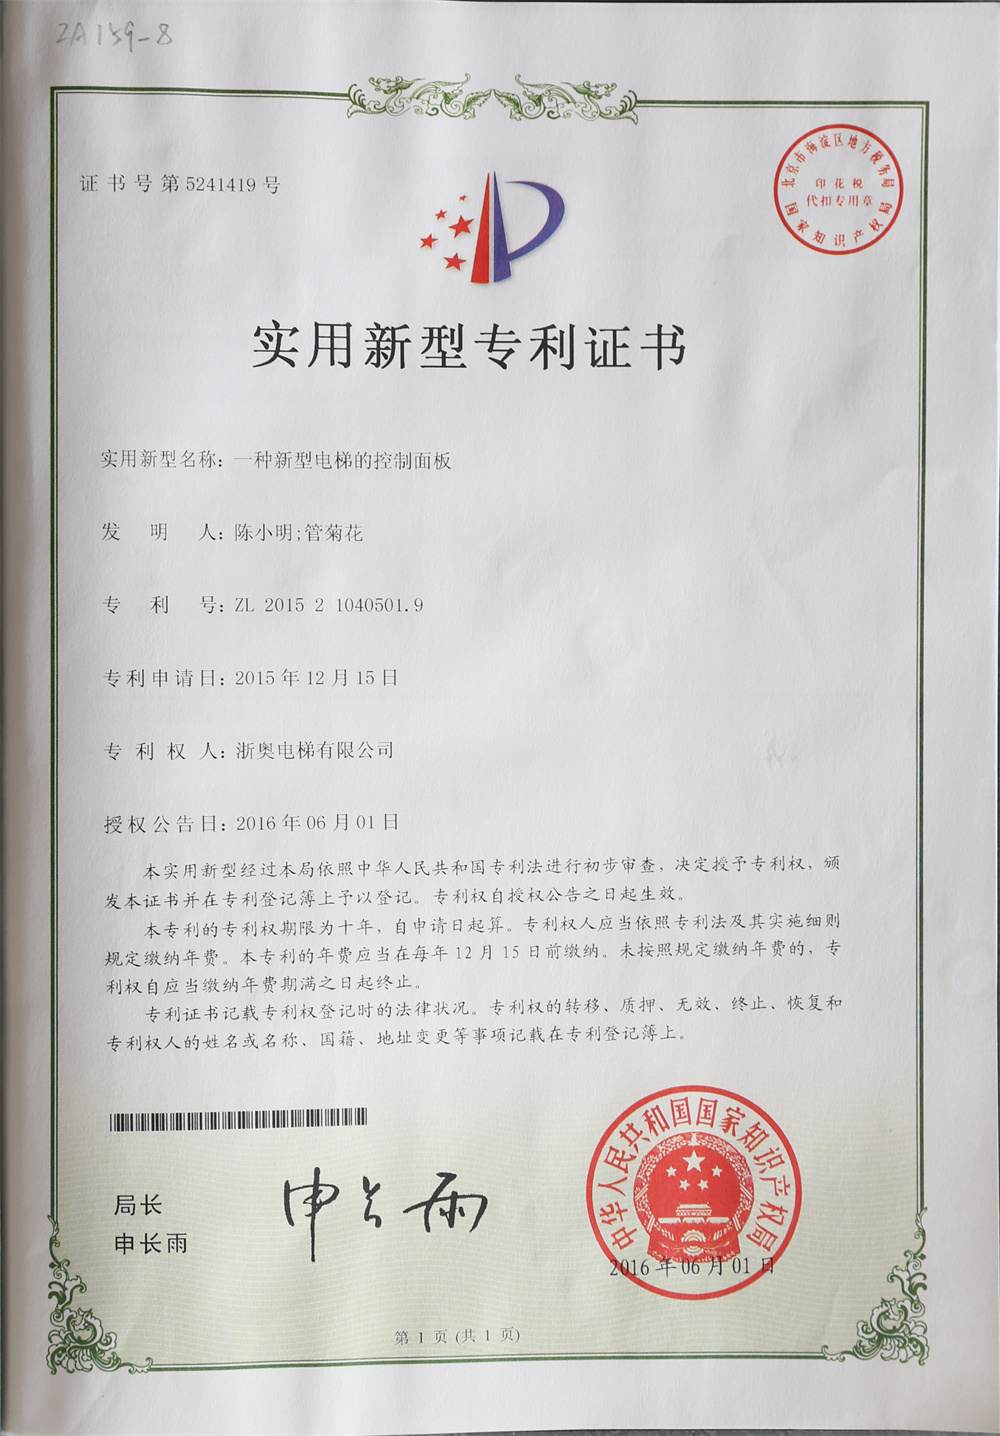 ZA159-8
证书号第5241419号
北京市海淀区地方税务局
印花税
代扣专用章
国家知识产权局
实用新型专利证书
实用新型名称：一种新型电梯的控制面板
发明人：陈小明;管菊花
专利号：ZL 2015 2 1040501.9
专利申请日：2015年12月15日
专利权人：浙奥电梯有限公司
授权公告日：2016年06月01日
本实用新型经过本局依照中华人民共和国专利法进行初步审查，决定授予专利权，颁
发本证书并在专利登记簿上予以登记。专利权自授权公告之日起生效。
本专利的专利权期限为十年，自申请日起算。专利权人应当依照专利法及其实施细则
规定缴纳年费。本专利的年费应当在每年12月15日前缴纳。未按照规定缴纳年费的，专
利权自应当缴纳年费期满之日起终止。
专利证书记载专利权登记时的法律状况。专利权的转移、质押、无效、终止、恢复和
专利权人的姓名或名称、国籍、地址变更等事项记载在专利登记簿上。
局长
申长雨
申长雨
中华人民共和国国家知识产权局
2016年06月01日
第1页(共1页)